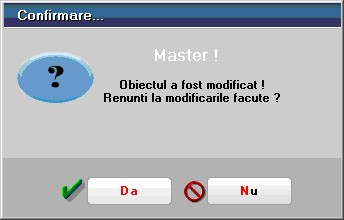 Confirmare...
Master !
?
Obiectul a fost modificat !
Renunti la modificarile facute ?
Da
Nu